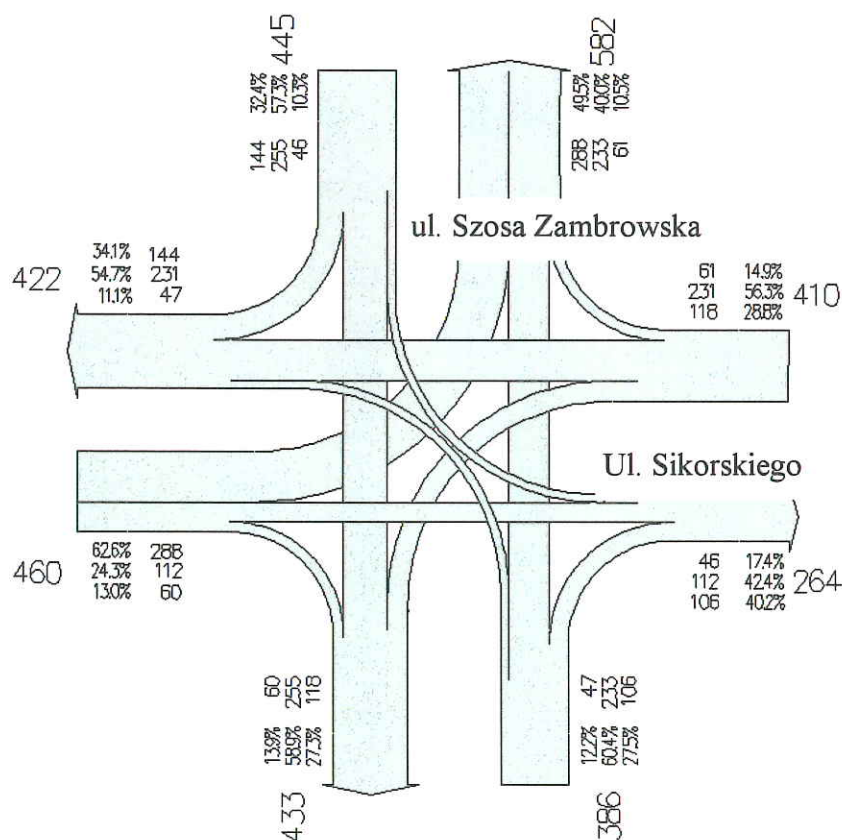 445
32.4% 57.3% 10.3%
144 255 46
582
49.5% 40.0% 10.5%
288 233 61
ul. Szosa Zambrowska
422
34.1% 144
54.7% 231
11.1% 47
61 14.9%
231 56.3%
118 28.8%
410
Ul. Sikorskiego
460
62.6% 288
24.3% 112
13.0% 60
46 17.4%
112 42.4%
106 40.2%
264
60 255 118
13.9% 58.9% 27.3%
433
47 233 106
12.2% 60.4% 27.5%
386